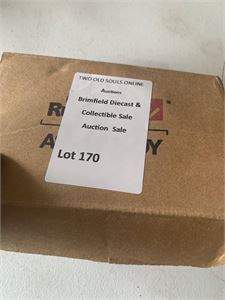 TWO OLD SOULS ONLINE
Auctions
Brimfield Diecast &
Collectible Sale
Auction Sale
Lot 170